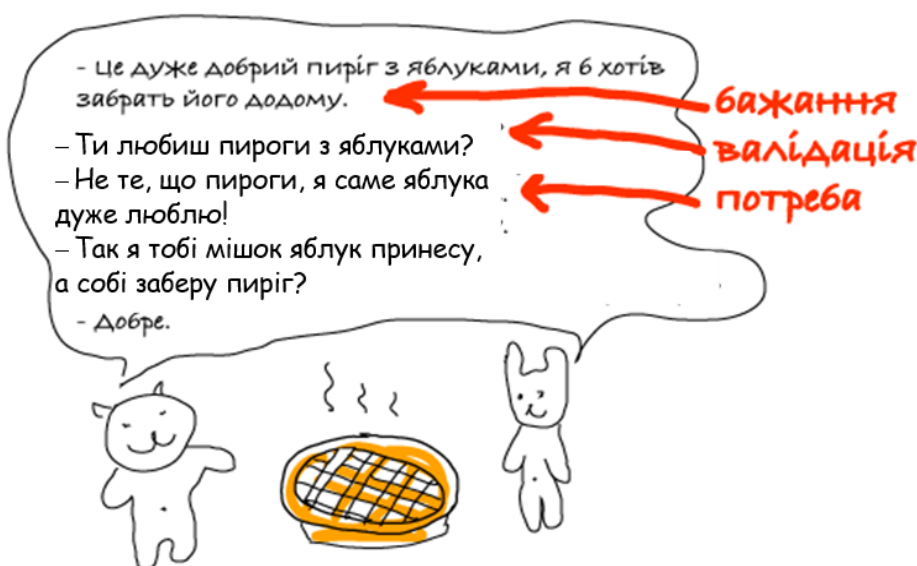 - Це дуже добрий пиріг з яблуками, я б хотів
забрать його додому.
– Ти любиш пироги з яблуками?
– Не те, що пироги, я саме яблука
дуже люблю!
– Так я тобі мішок яблук принесу,
а собі заберу пиріг?
- Добре.
бажання
валідація
потреба